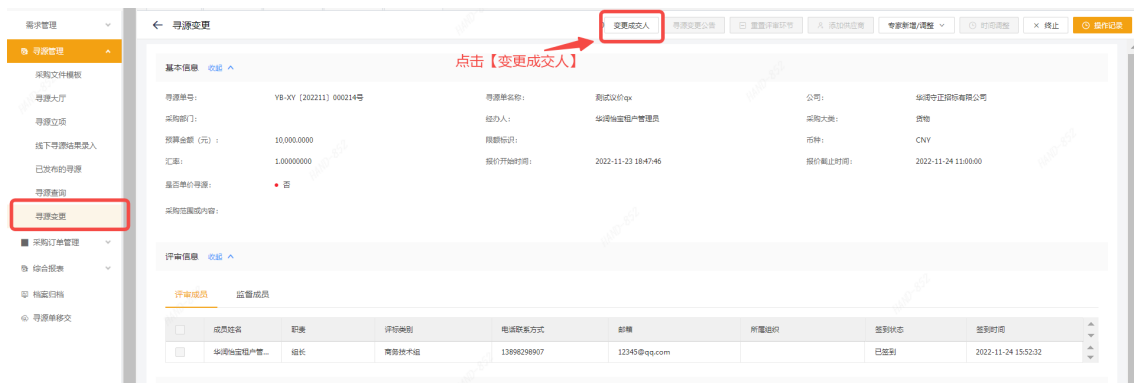 需求管理
寻源管理
采购文件模板
寻源大厅
寻源立项
线下寻源结果录入
已发布的寻源
寻源查询
寻源变更
采购订单管理
综合报表
档案归档
寻源单移交
← 寻源变更
变更成交人 寻源变更公告 重置评审环节 添加供应商 专家新增/调整 时间调整 × 终止 操作记录
点击【变更成交人】
基本信息 收起
寻源单号: YB-XY (202211) 000214号 寻源单名称: 测试议价qx 公司: 华润守正招标有限公司
采购部门: 经办人: 华润怡宝租户管理员 采购大类: 货物
预算金额 (元) : 10,000.0000 限额标识: 币种: CNY
汇率: 1.00000000 报价开始时间: 2022-11-23 18:47:46 报价截止时间: 2022-11-24 11:00:00
是否单价寻源: 否
采购范围或内容:
评审信息 收起
评审成员 监督成员
成员姓名 职责 评标类别 电话联系方式 邮箱 所属组织 签到状态 签到时间
华润怡宝租户管... 组长 商务技术组 13898298907 12345@qq.com 已签到 2022-11-24 15:52:32